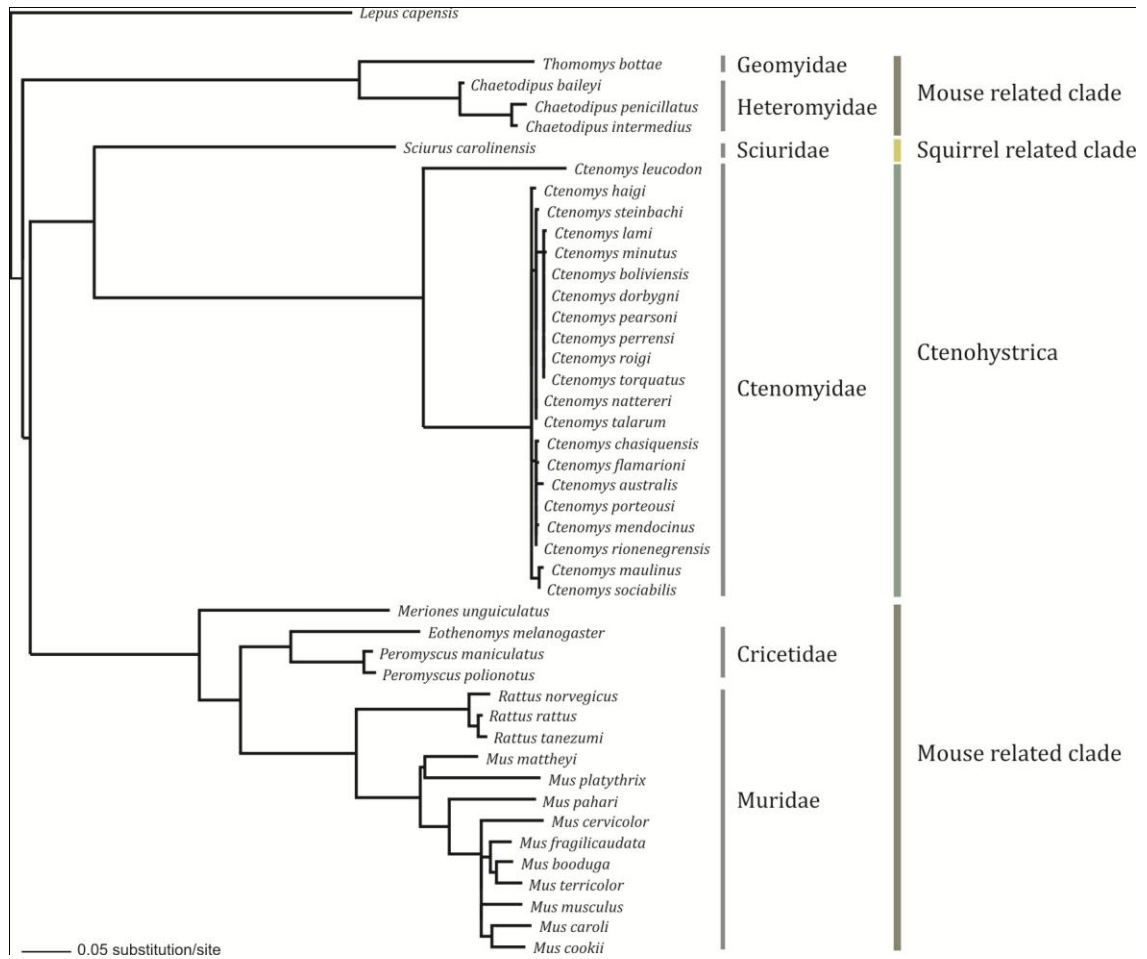 Lepus capensis
Thomomys bottae
Geomyidae
Chaetodipus baileyi
Chaetodipus penicillatus
Heteromyidae
Mouse related clade
Chaetodipus intermedius
Sciurus carolinensis
Sciuridae
Squirrel related clade
Ctenomys leucodon
Ctenomys haigi
Ctenomys steinbachi
Ctenomys lami
Ctenomys minutus
Ctenomys boliviensis
Ctenomys dorbygni
Ctenomys pearsoni
Ctenomys perrensi
Ctenomys roigi
Ctenohystrica
Ctenomys torquatus
Ctenomyidae
Ctenomys nattereri
Ctenomys talarum
Ctenomys chasiquensis
Ctenomys flamarioni
Ctenomys australis
Ctenomys porteousi
Ctenomys mendocinus
Ctenomys rionenegrensis
Ctenomys maulinus
Ctenomys sociabilis
Meriones unguiculatus
Eothenomys melanogaster
Peromyscus maniculatus
Cricetidae
Peromyscus polionotus
Rattus norvegicus
Rattus rattus
Rattus tanezumi
Mouse related clade
Mus mattheyi
Mus platythrix
Mus pahari
Muridae
Mus cervicolor
Mus fragilicaudata
Mus booduga
Mus terricolor
Mus musculus
Mus caroli
Mus cookii
0.05 substitution/site